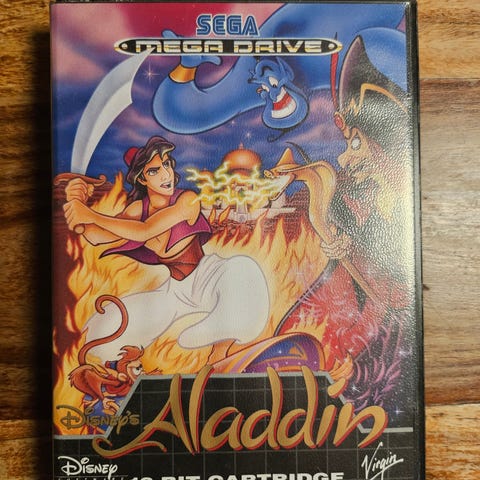 SEGA
MEGA DRIVE
DISNEY'S Aladdin
DISNEY
16-BIT CARTRIDGE
Virgin